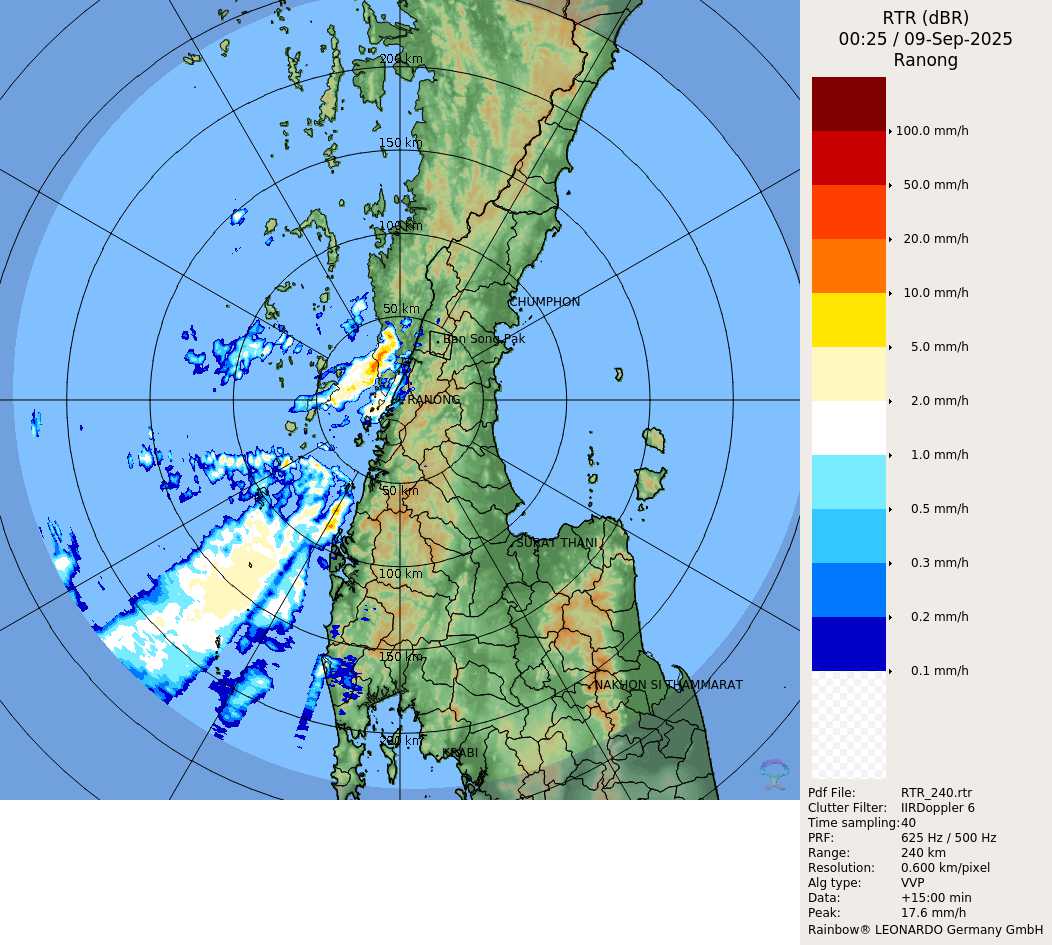 RTR (dBR)
00:25 / 09-Sep-2025
Ranong
200 km
150 km
100 km
50 km
CHUMPHON
Ban Song Pak
RANONG
50 km
SURAT THANI
100 km
150 km
NAKHON SI THAMMARAT
200 km
KRABI
100.0 mm/h
50.0 mm/h
20.0 mm/h
10.0 mm/h
5.0 mm/h
2.0 mm/h
1.0 mm/h
0.5 mm/h
0.3 mm/h
0.2 mm/h
0.1 mm/h
Pdf File: RTR_240.rtr
Clutter Filter: IIRDoppler 6
Time sampling:40
PRF: 625 Hz / 500 Hz
Range: 240 km
Resolution: 0.600 km/pixel
Alg type: VVP
Data: +15:00 min
Peak: 17.6 mm/h
Rainbow® LEONARDO Germany GmbH